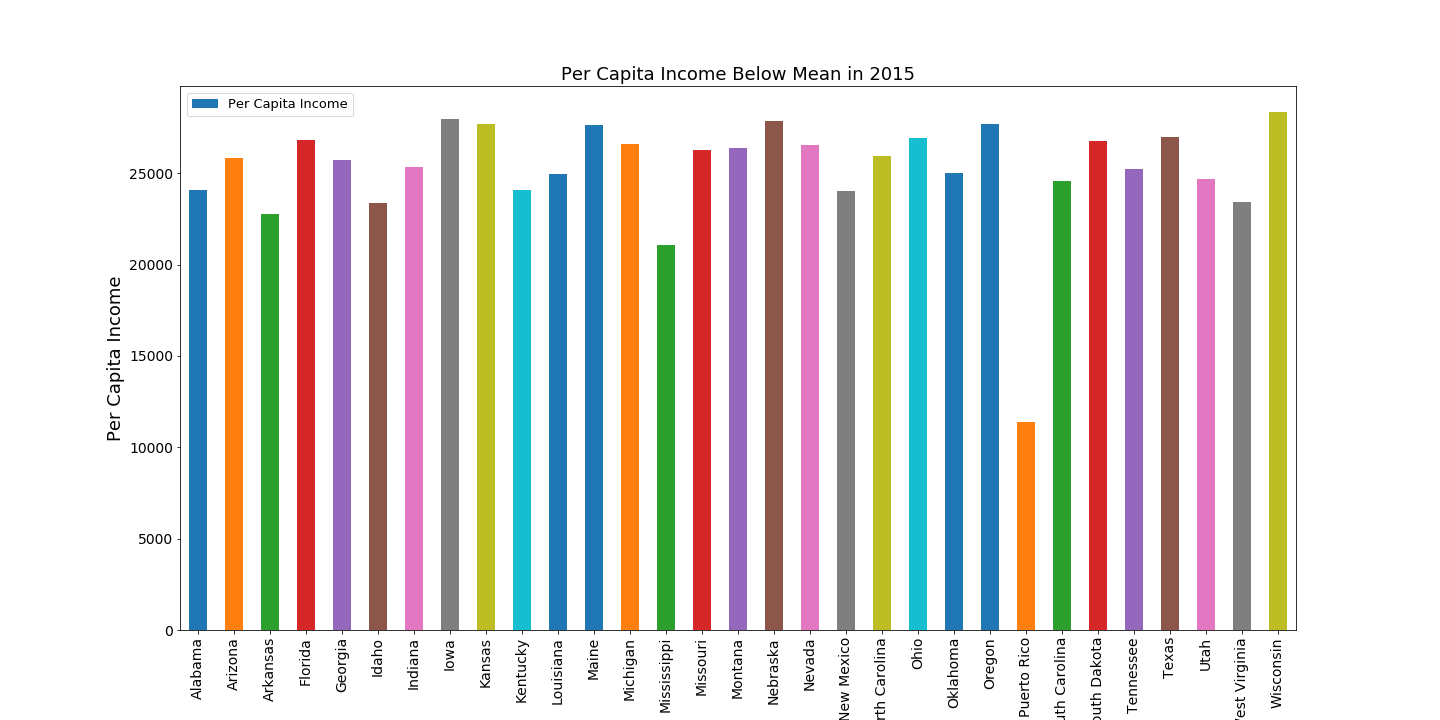 Per Capita Income Below Mean in 2015
Per Capita Income
Per Capita Income
25000
20000
15000
10000
5000
0
Alabama
Arizona
Arkansas
Florida
Georgia
Idaho
Indiana
Iowa
Kansas
Kentucky
Louisiana
Maine
Michigan
Mississippi
Missouri
Montana
Nebraska
Nevada
New Mexico
rth Carolina
Ohio
Oklahoma
Oregon
Puerto Rico
uth Carolina
outh Dakota
Tennessee
Texas
Utah
West Virginia
Wisconsin